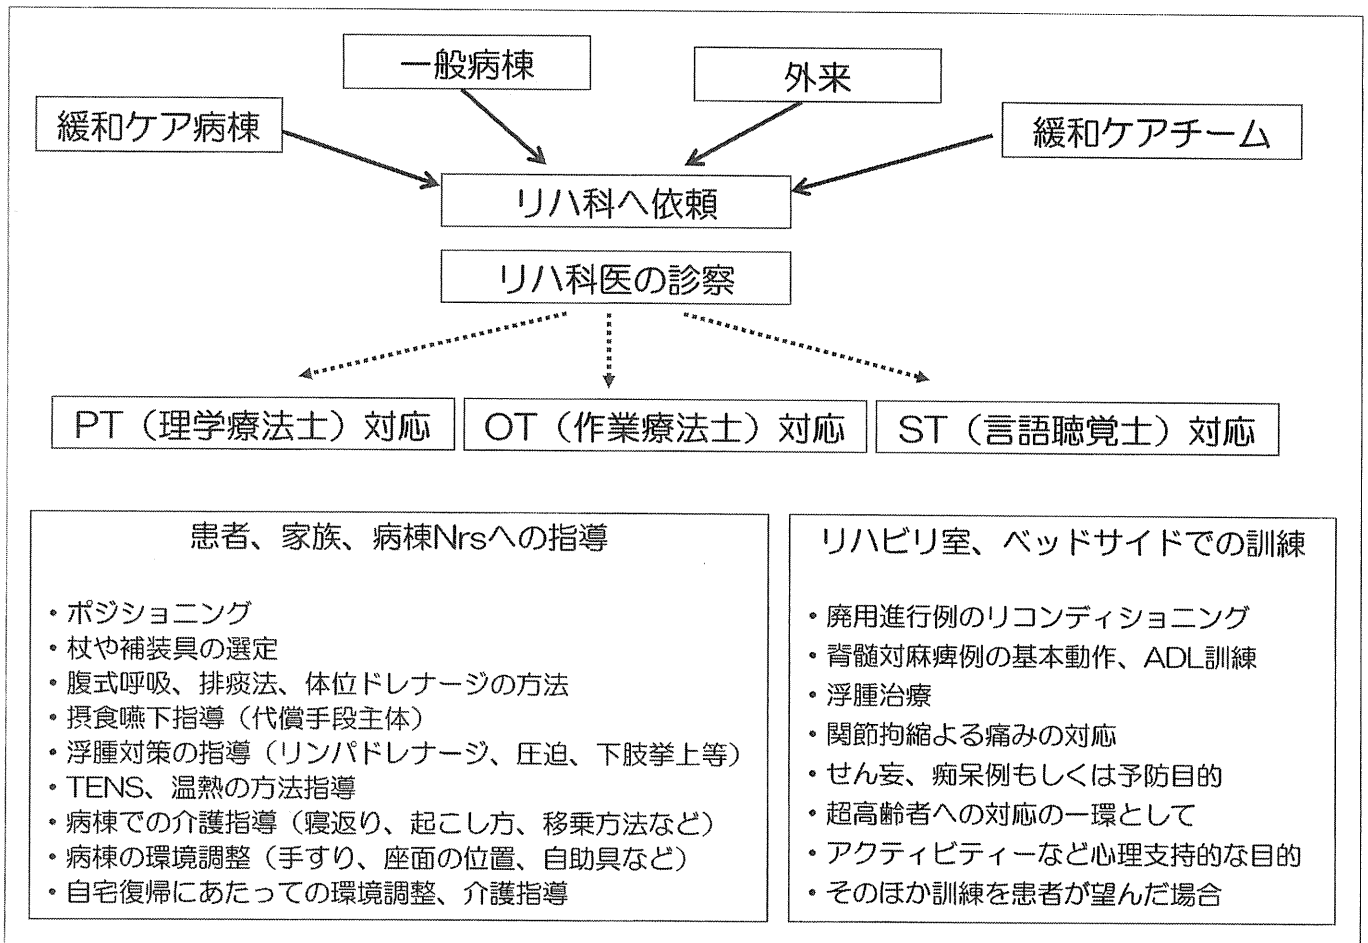 一般病棟
外来
緩和ケア病棟
緩和ケアチーム
リハ科へ依頼
リハ科医の診察
PT（理学療法士）対応
OT（作業療法士）対応
ST（言語聴覚士）対応
患者、家族、病棟Nrsへの指導
・ポジショニング
・杖や補装具の選定
・腹式呼吸、排痰法、体位ドレナージの方法
・摂食嚥下指導（代償手段主体）
・浮腫対策の指導（リンパドレナージ、圧迫、下肢挙上等）
・TENS、温熱の方法指導
・病棟での介護指導（寝返り、起こし方、移乗方法など）
・病棟の環境調整（手すり、座面の位置、自助具など）
・自宅復帰にあたっての環境調整、介護指導
リハビリ室、ベッドサイドでの訓練
・廃用進行例のリコンディショニング
・脊髄対麻痺例の基本動作、ADL訓練
・浮腫治療
・関節拘縮よる痛みの対応
・せん妄、痴呆例もしくは予防目的
・超高齢者への対応の一環として
・アクティビティーなど心理支持的な目的
・そのほか訓練を患者が望んだ場合